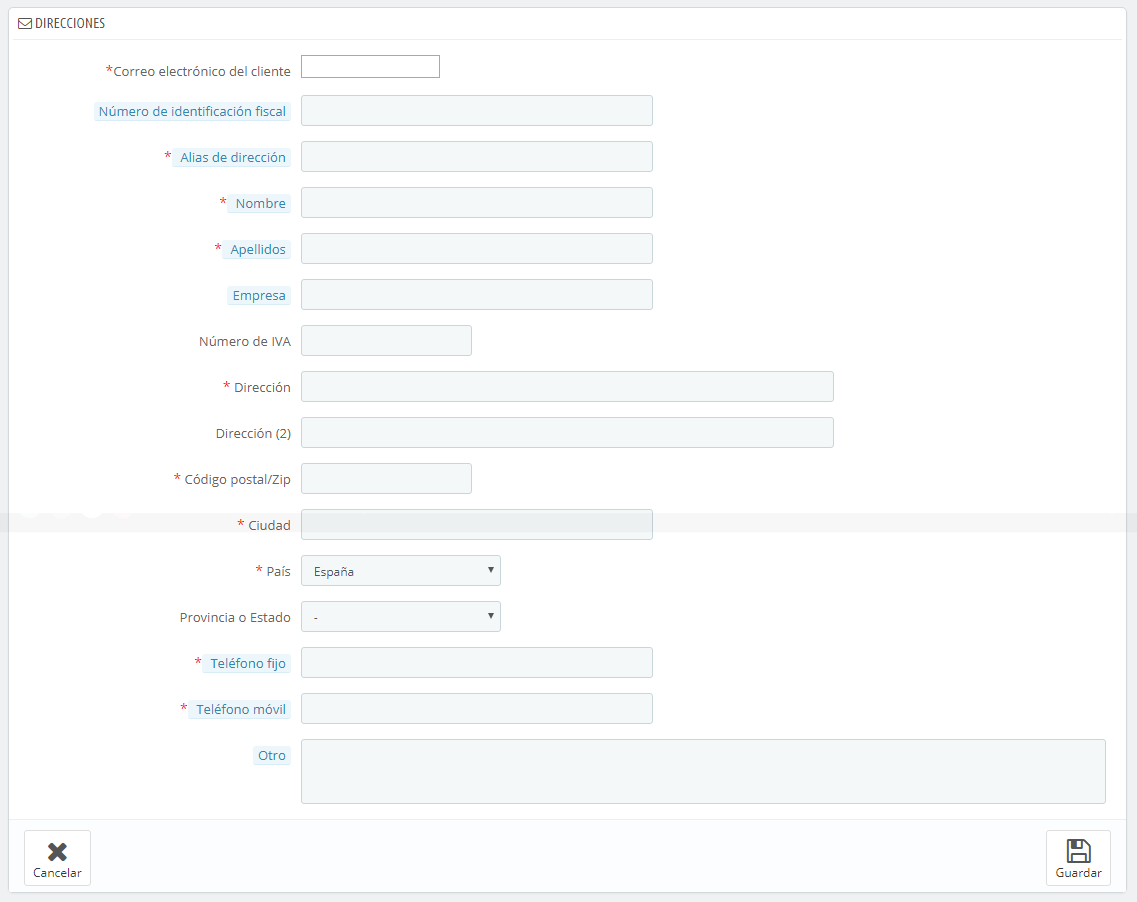 DIRECCIONES
*Correo electrónico del cliente
Número de identificación fiscal
* Alias de dirección
* Nombre
* Apellidos
Empresa
Número de IVA
* Dirección
Dirección (2)
* Código postal/Zip
* Ciudad
* País España
Provincia o Estado -
* Teléfono fijo
* Teléfono móvil
Otro
Cancelar Guardar